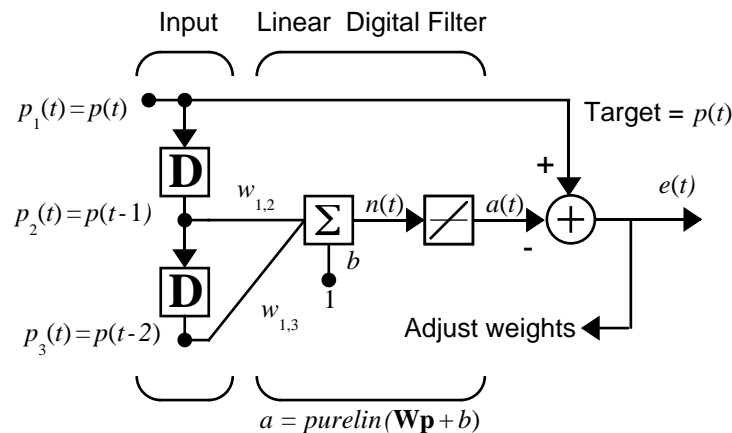 Input Linear Digital Filter
p1(t) = p(t)
Target = p(t)
D
+
e(t)
w1,2
n(t)
a(t)
p2(t) = p(t-1)
Σ
+
-
b
D
1
w1,3
p3(t) = p(t-2)
Adjust weights
a = purelin(Wp + b)